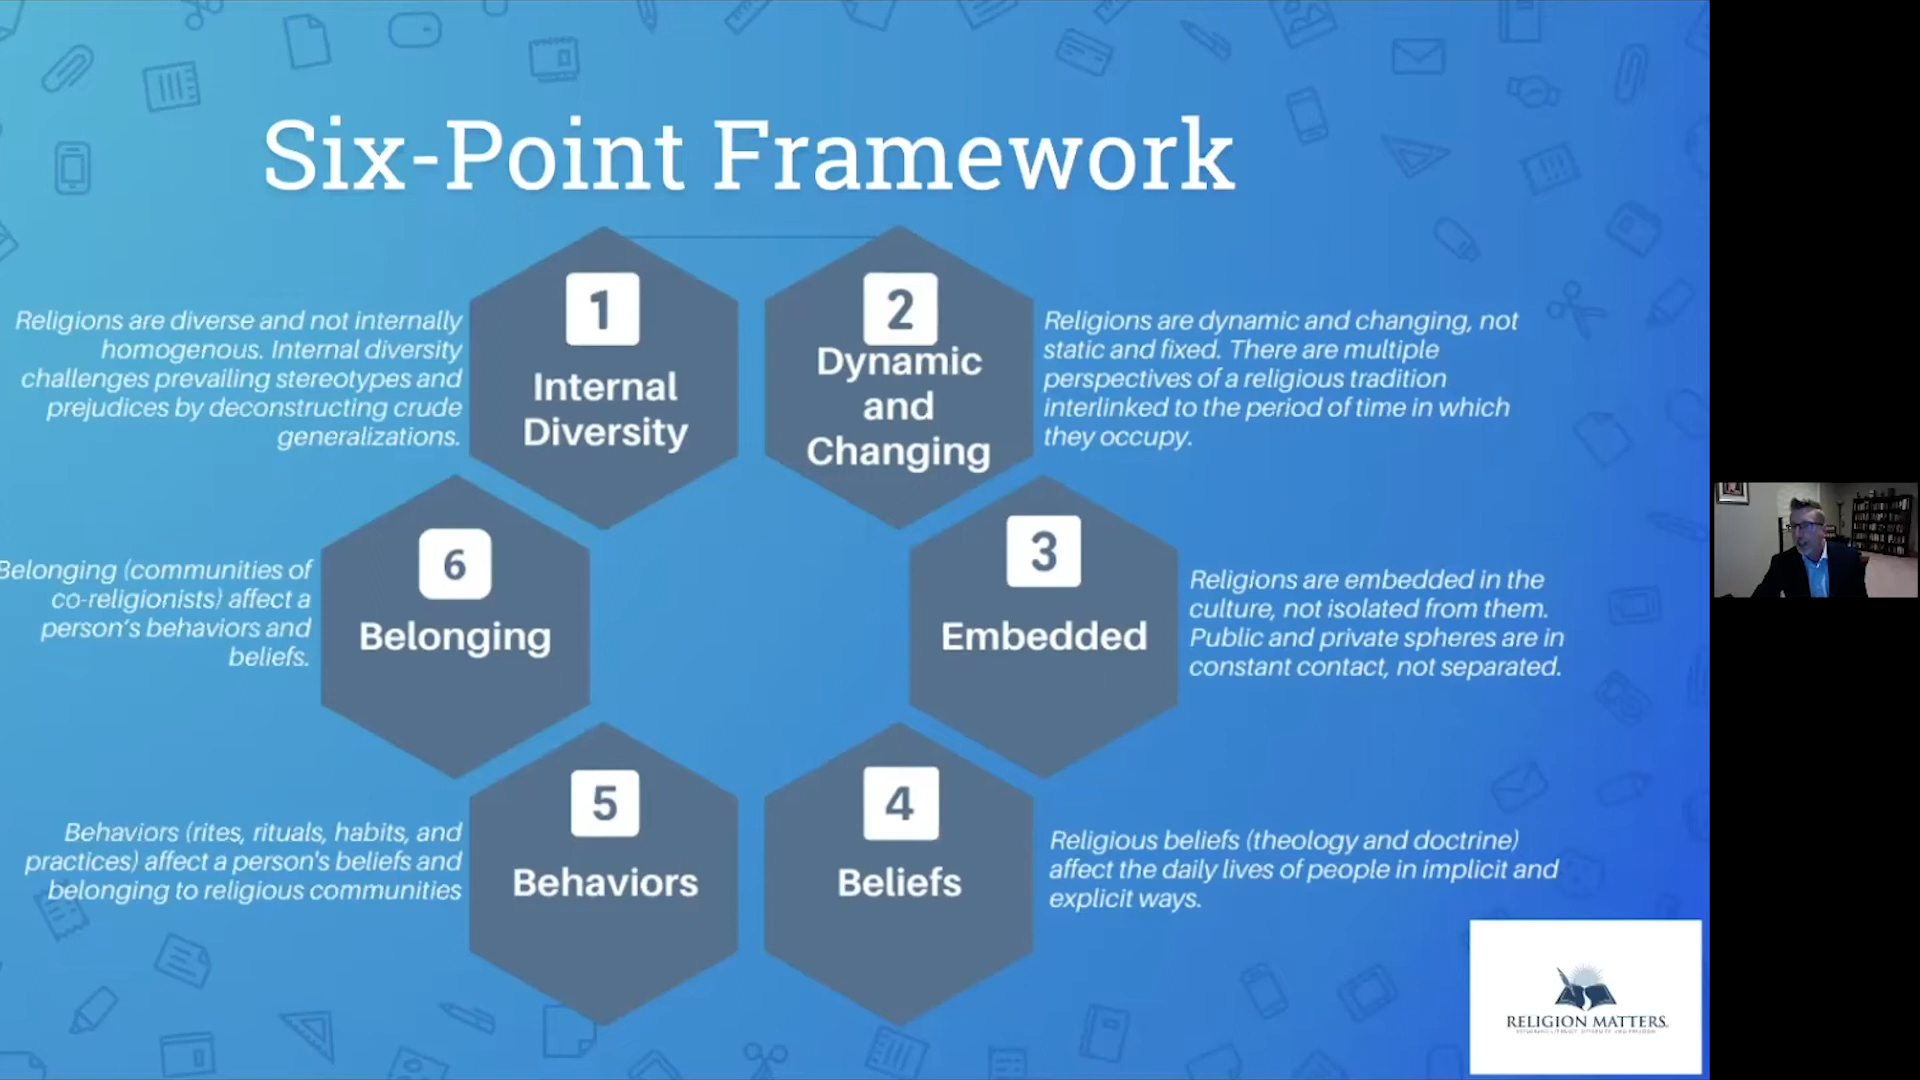 Six-Point Framework
1
Internal
Diversity
Religions are diverse and not internally
homogenous. Internal diversity
challenges prevailing stereotypes and
prejudices by deconstructing crude
generalizations.
2
Dynamic
and
Changing
Religions are dynamic and changing, not
static and fixed. There are multiple
perspectives of a religious tradition
interlinked to the period of time in which
they occupy.
3
Embedded
Religions are embedded in the
culture, not isolated from them.
Public and private spheres are in
constant contact, not separated.
4
Beliefs
Religious beliefs (theology and doctrine)
affect the daily lives of people in implicit and
explicit ways.
5
Behaviors
Behaviors (rites, rituals, habits, and
practices) affect a person's beliefs and
belonging to religious communities
6
Belonging
Belonging (communities of
co-religionists) affect a
person's behaviors and
beliefs.
RELIGION MATTERS.